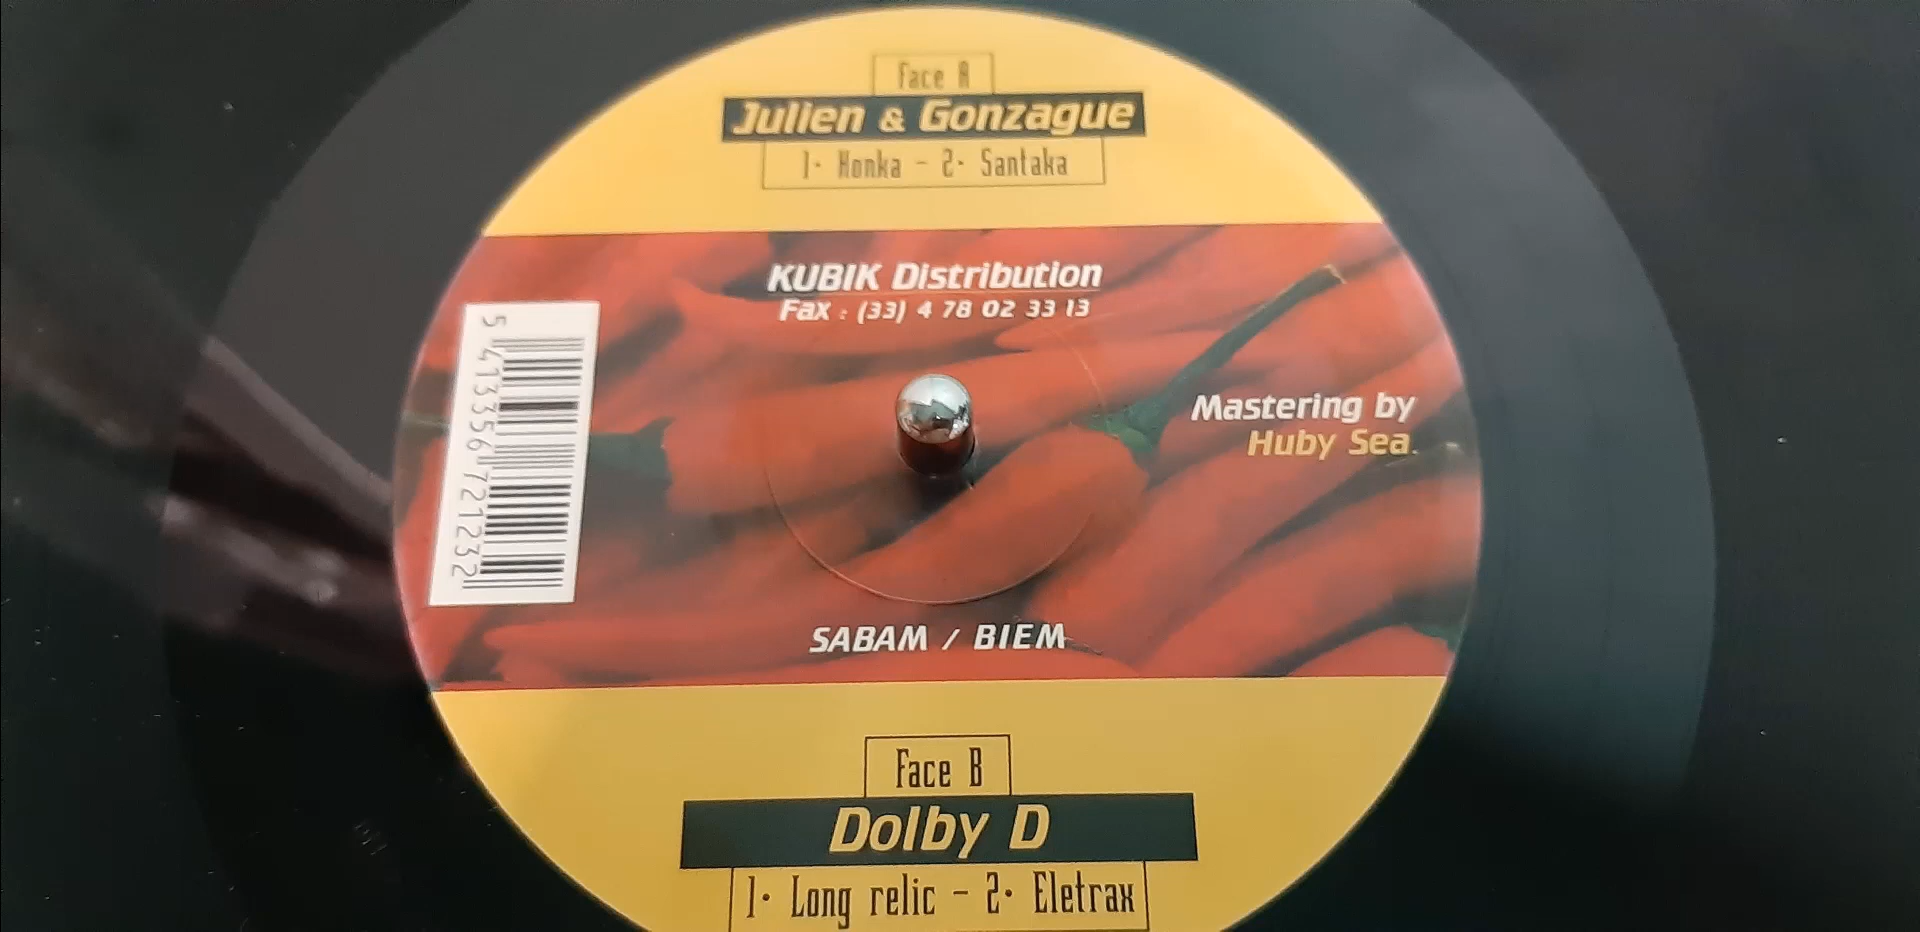 Face A
Julien & Gonzague
1· Konka - 2· Santaka
KUBIK Distribution
Fax : (33) 4 78 02 33 13
5 413356 721232
Mastering by
Huby Sea.
SABAM / BIEM
Face B
Dolby D
1· Long relic - 2· Eletrax